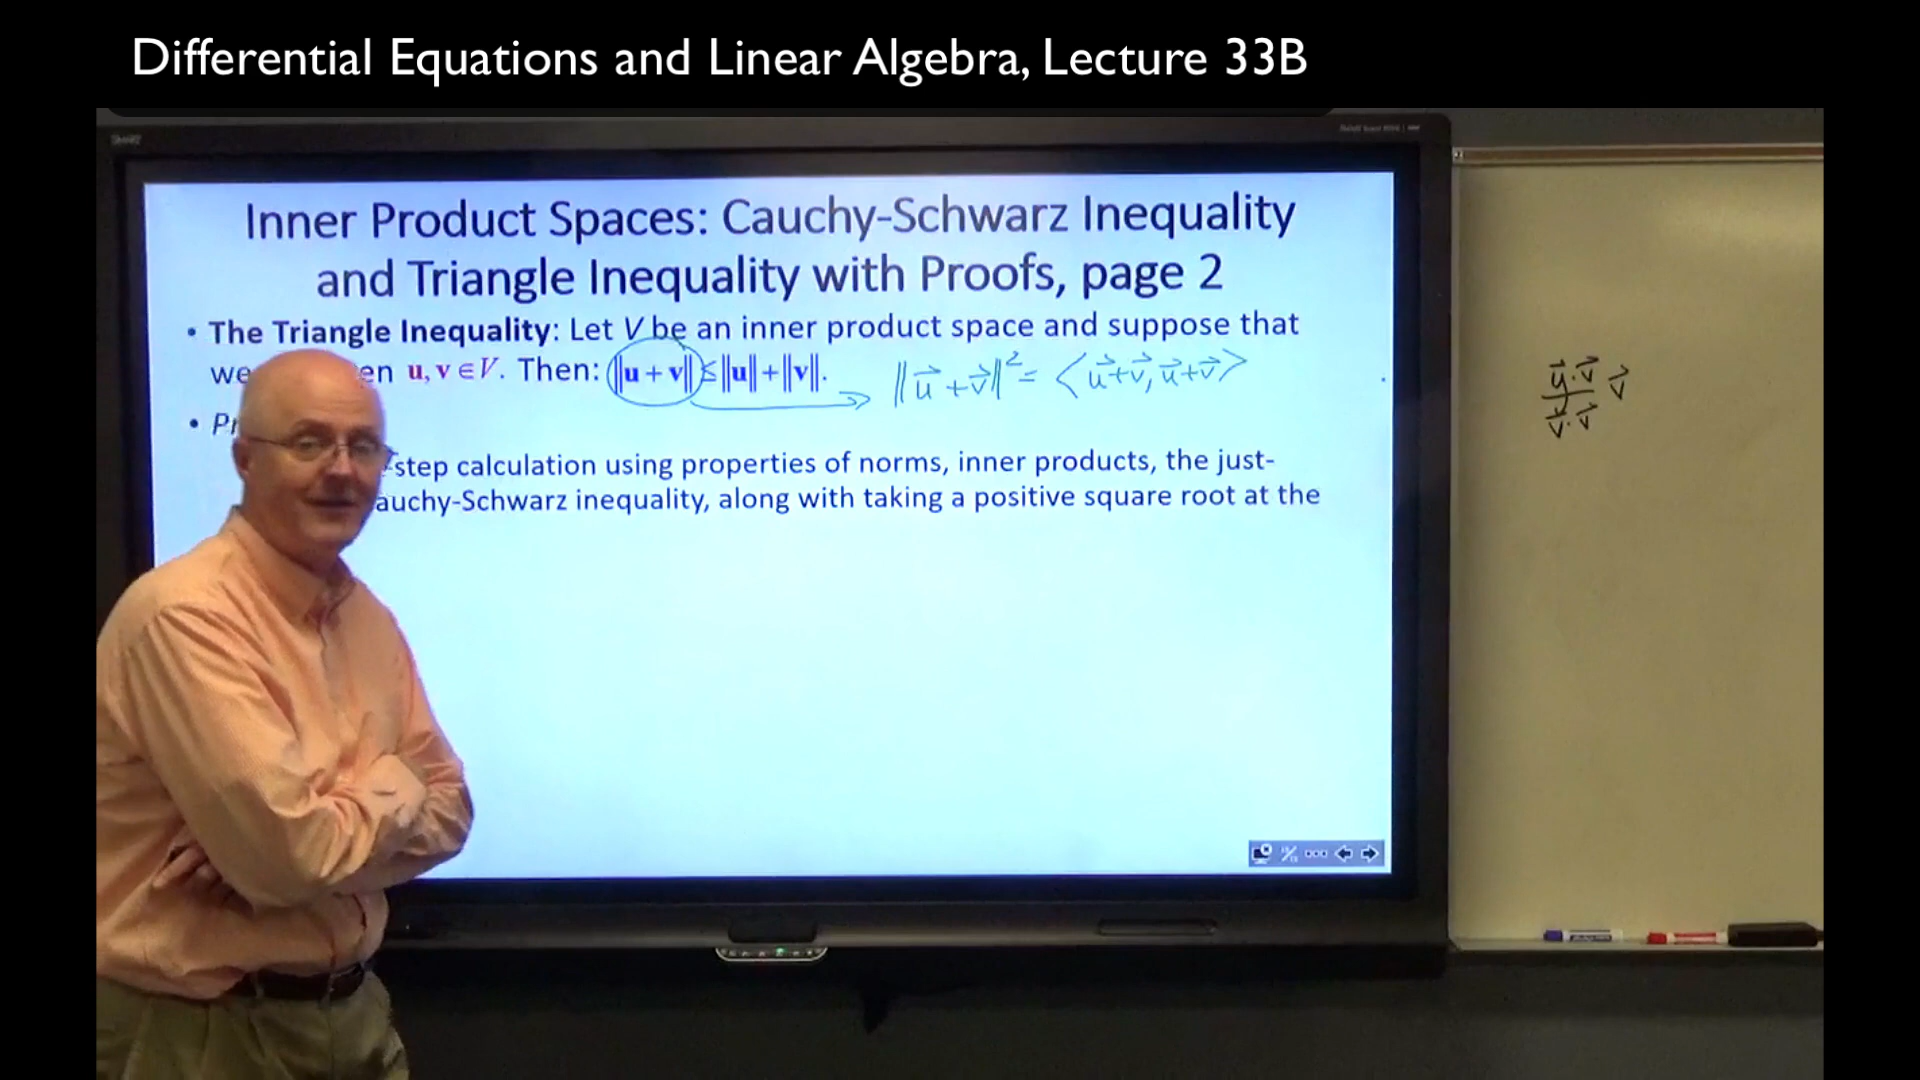 Differential Equations and Linear Algebra, Lecture 33B
Inner Product Spaces: Cauchy-Schwarz Inequality
and Triangle Inequality with Proofs, page 2
• The Triangle Inequality: Let V be an inner product space and suppose that
we en u, v ∈ V. Then: ‖u + v‖ ≤ ‖u‖ + ‖v‖. ‖u⃗ + v⃗‖² = ⟨u⃗+v⃗, u⃗+v⃗⟩
• Pr
-step calculation using properties of norms, inner products, the just-
auchy-Schwarz inequality, along with taking a positive square root at the
u⃗·v⃗ / v⃗·v⃗ v⃗